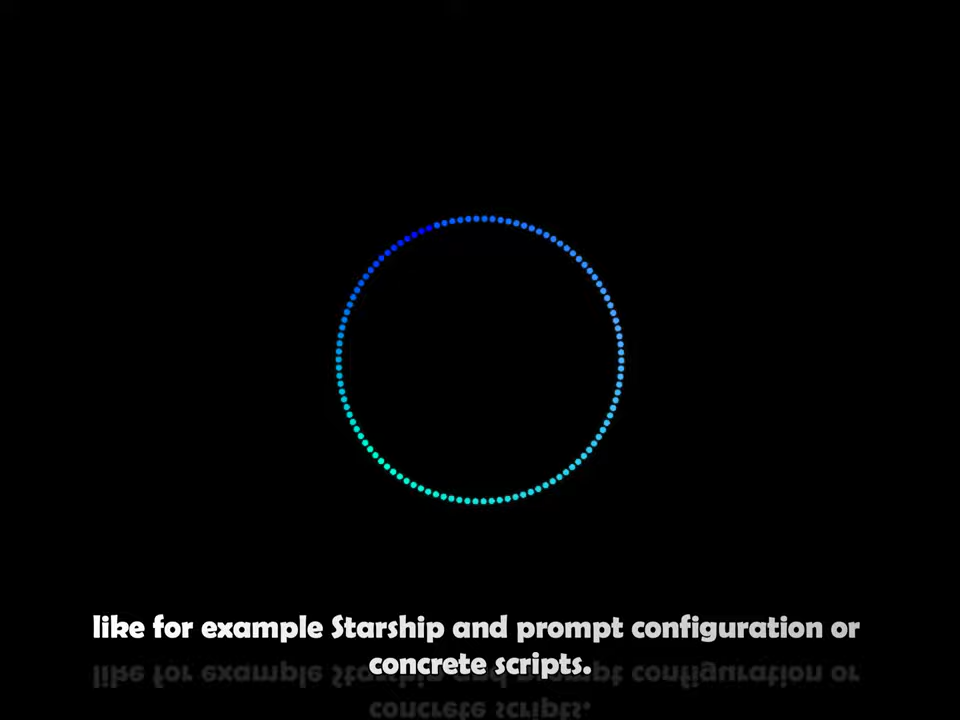 like for example Starship and prompt configuration or
concrete scripts.